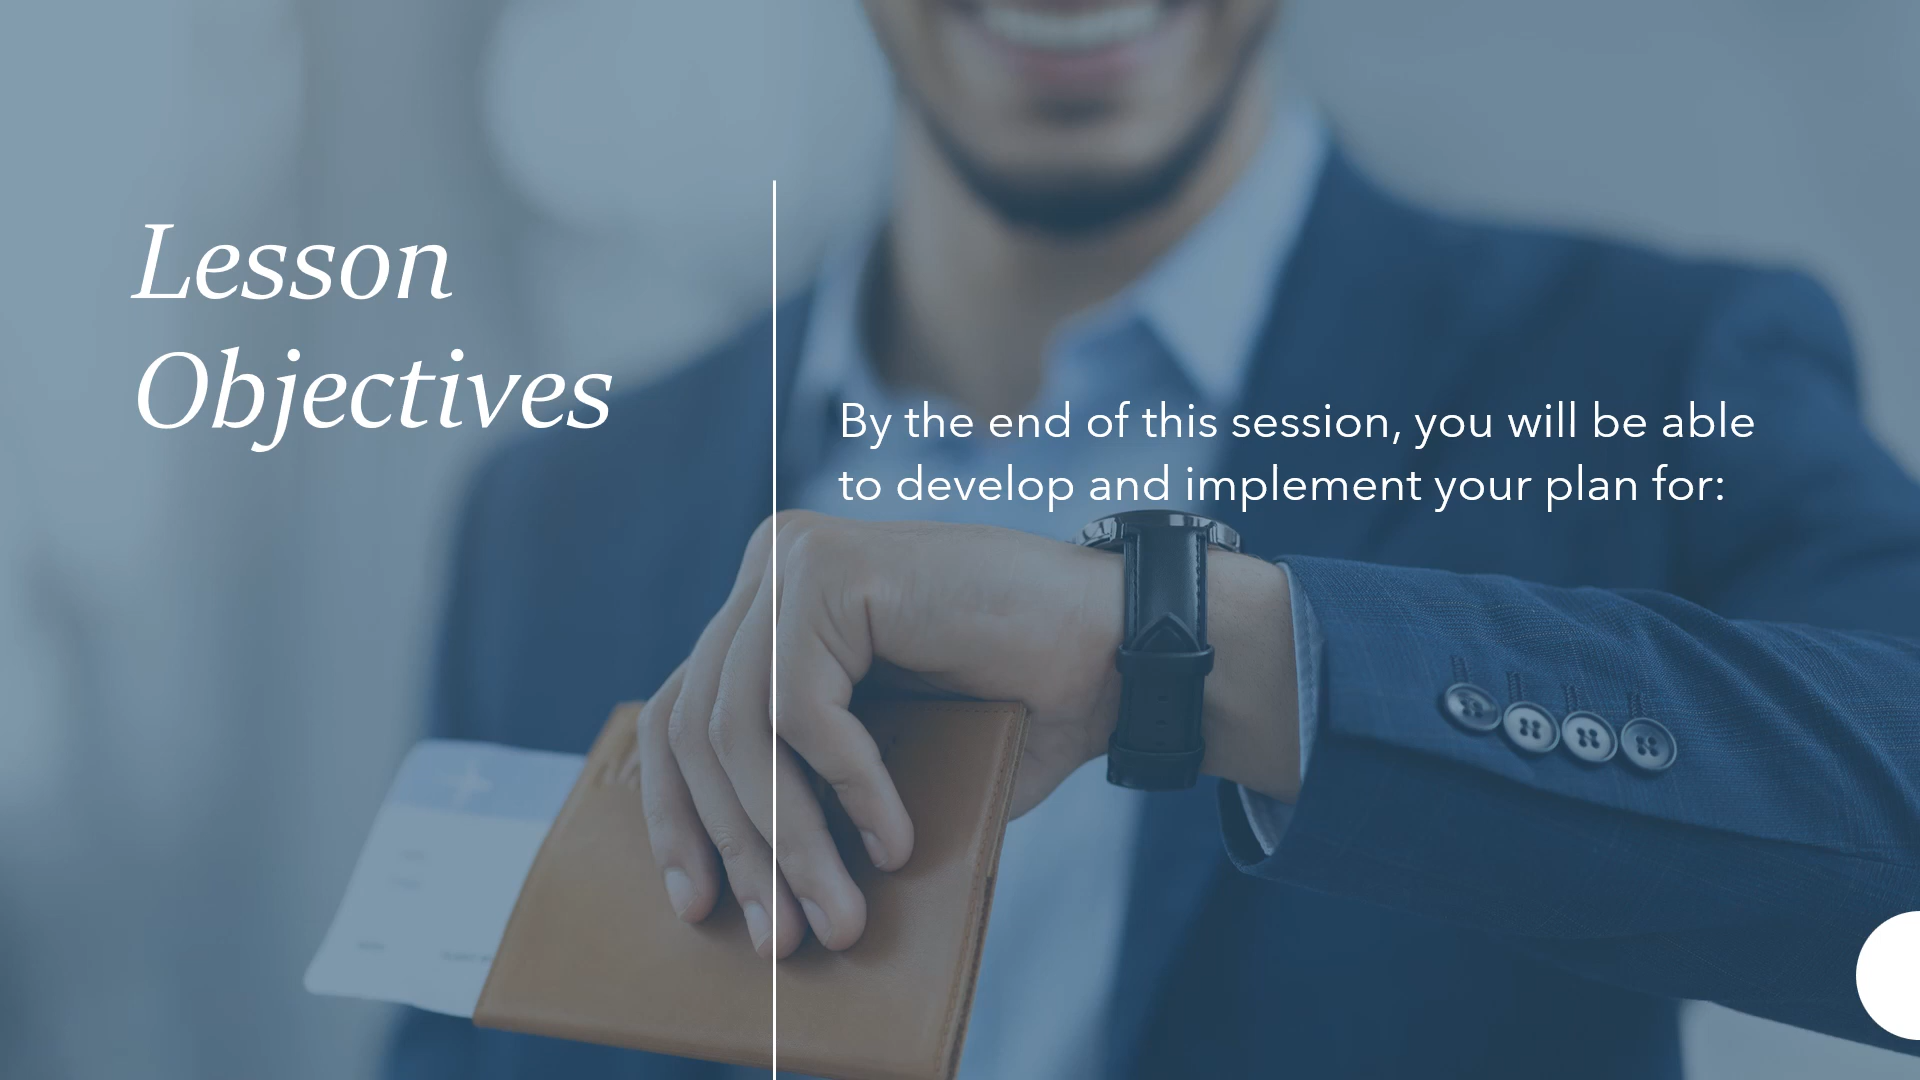 Lesson
Objectives
By the end of this session, you will be able
to develop and implement your plan for: